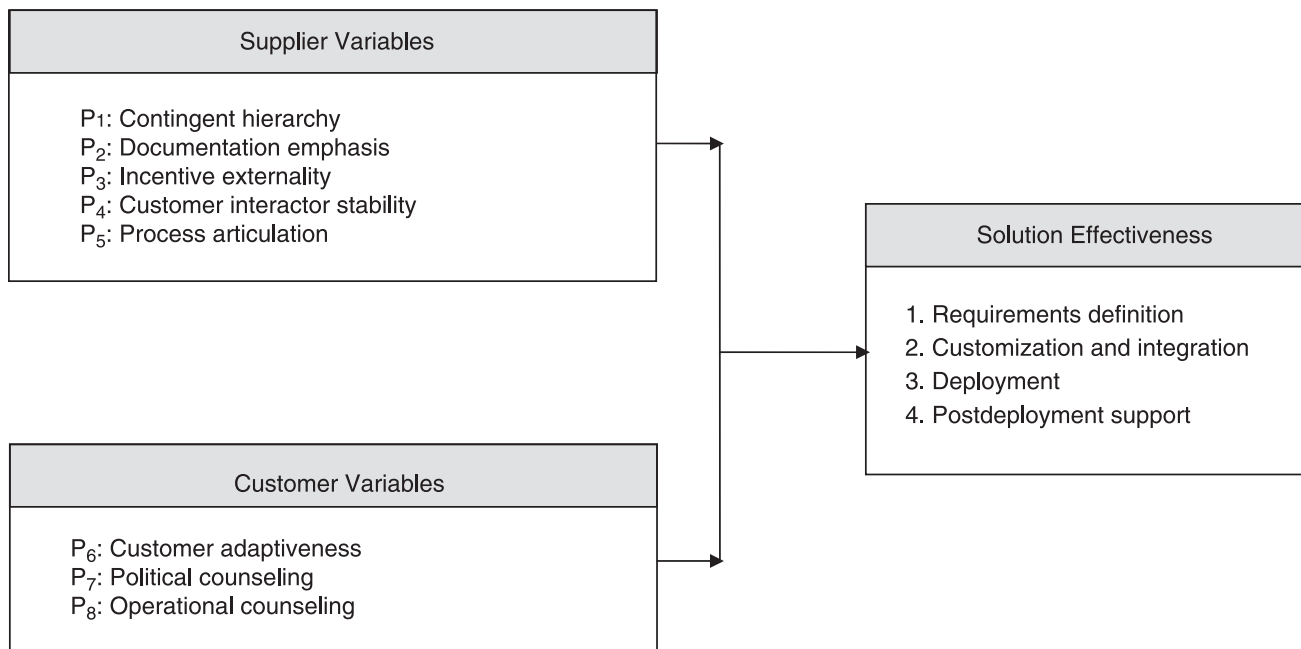 Supplier Variables
P1: Contingent hierarchy
P2: Documentation emphasis
P3: Incentive externality
P4: Customer interactor stability
P5: Process articulation
Solution Effectiveness
1. Requirements definition
2. Customization and integration
3. Deployment
4. Postdeployment support
Customer Variables
P6: Customer adaptiveness
P7: Political counseling
P8: Operational counseling